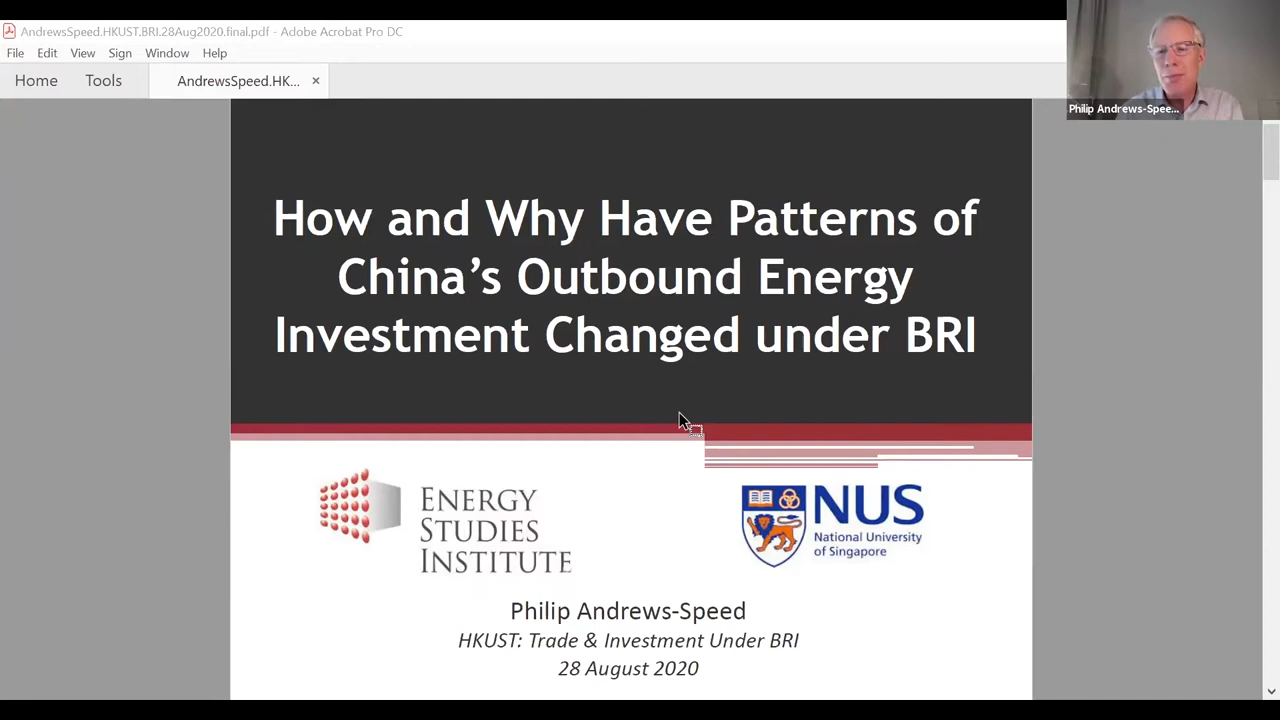 AndrewsSpeed.HKUST.BRI.28Aug2020.final.pdf - Adobe Acrobat Pro DC
File Edit View Sign Window Help
Home Tools AndrewsSpeed.HK... ×
Philip Andrews-Spee...
How and Why Have Patterns of
China’s Outbound Energy
Investment Changed under BRI
ENERGY
STUDIES
INSTITUTE
NUS
National University
of Singapore
Philip Andrews-Speed
HKUST: Trade & Investment Under BRI
28 August 2020